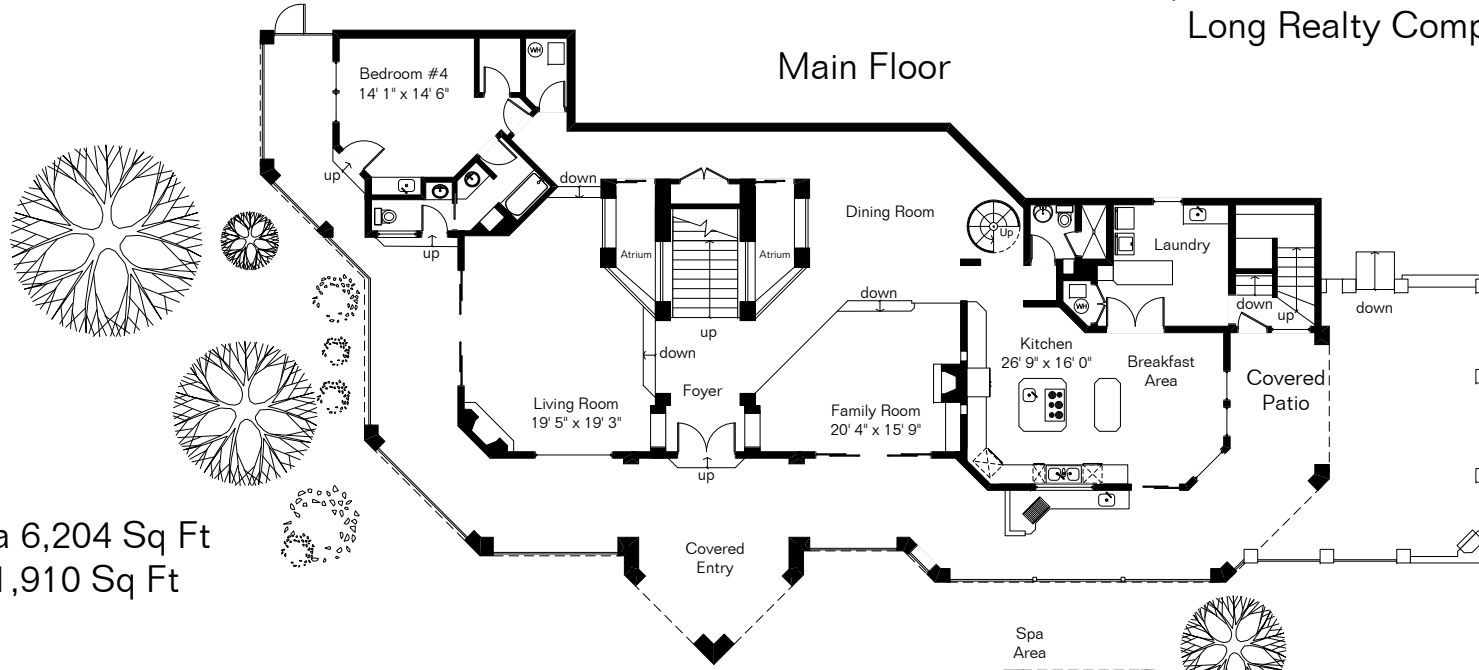 Long Realty Comp
Main Floor
WH
Bedroom #4
14' 1" x 14' 6"
up
down
up
Dining Room
Up
Laundry
Atrium
Atrium
down
up
down
down
up
WH
down
Kitchen
26' 9" x 16' 0"
Breakfast
Area
Covered
Patio
down
Foyer
Living Room
19' 5" x 19' 3"
Family Room
20' 4" x 15' 9"
up
a 6,204 Sq Ft
1,910 Sq Ft
Covered
Entry
Spa
Area